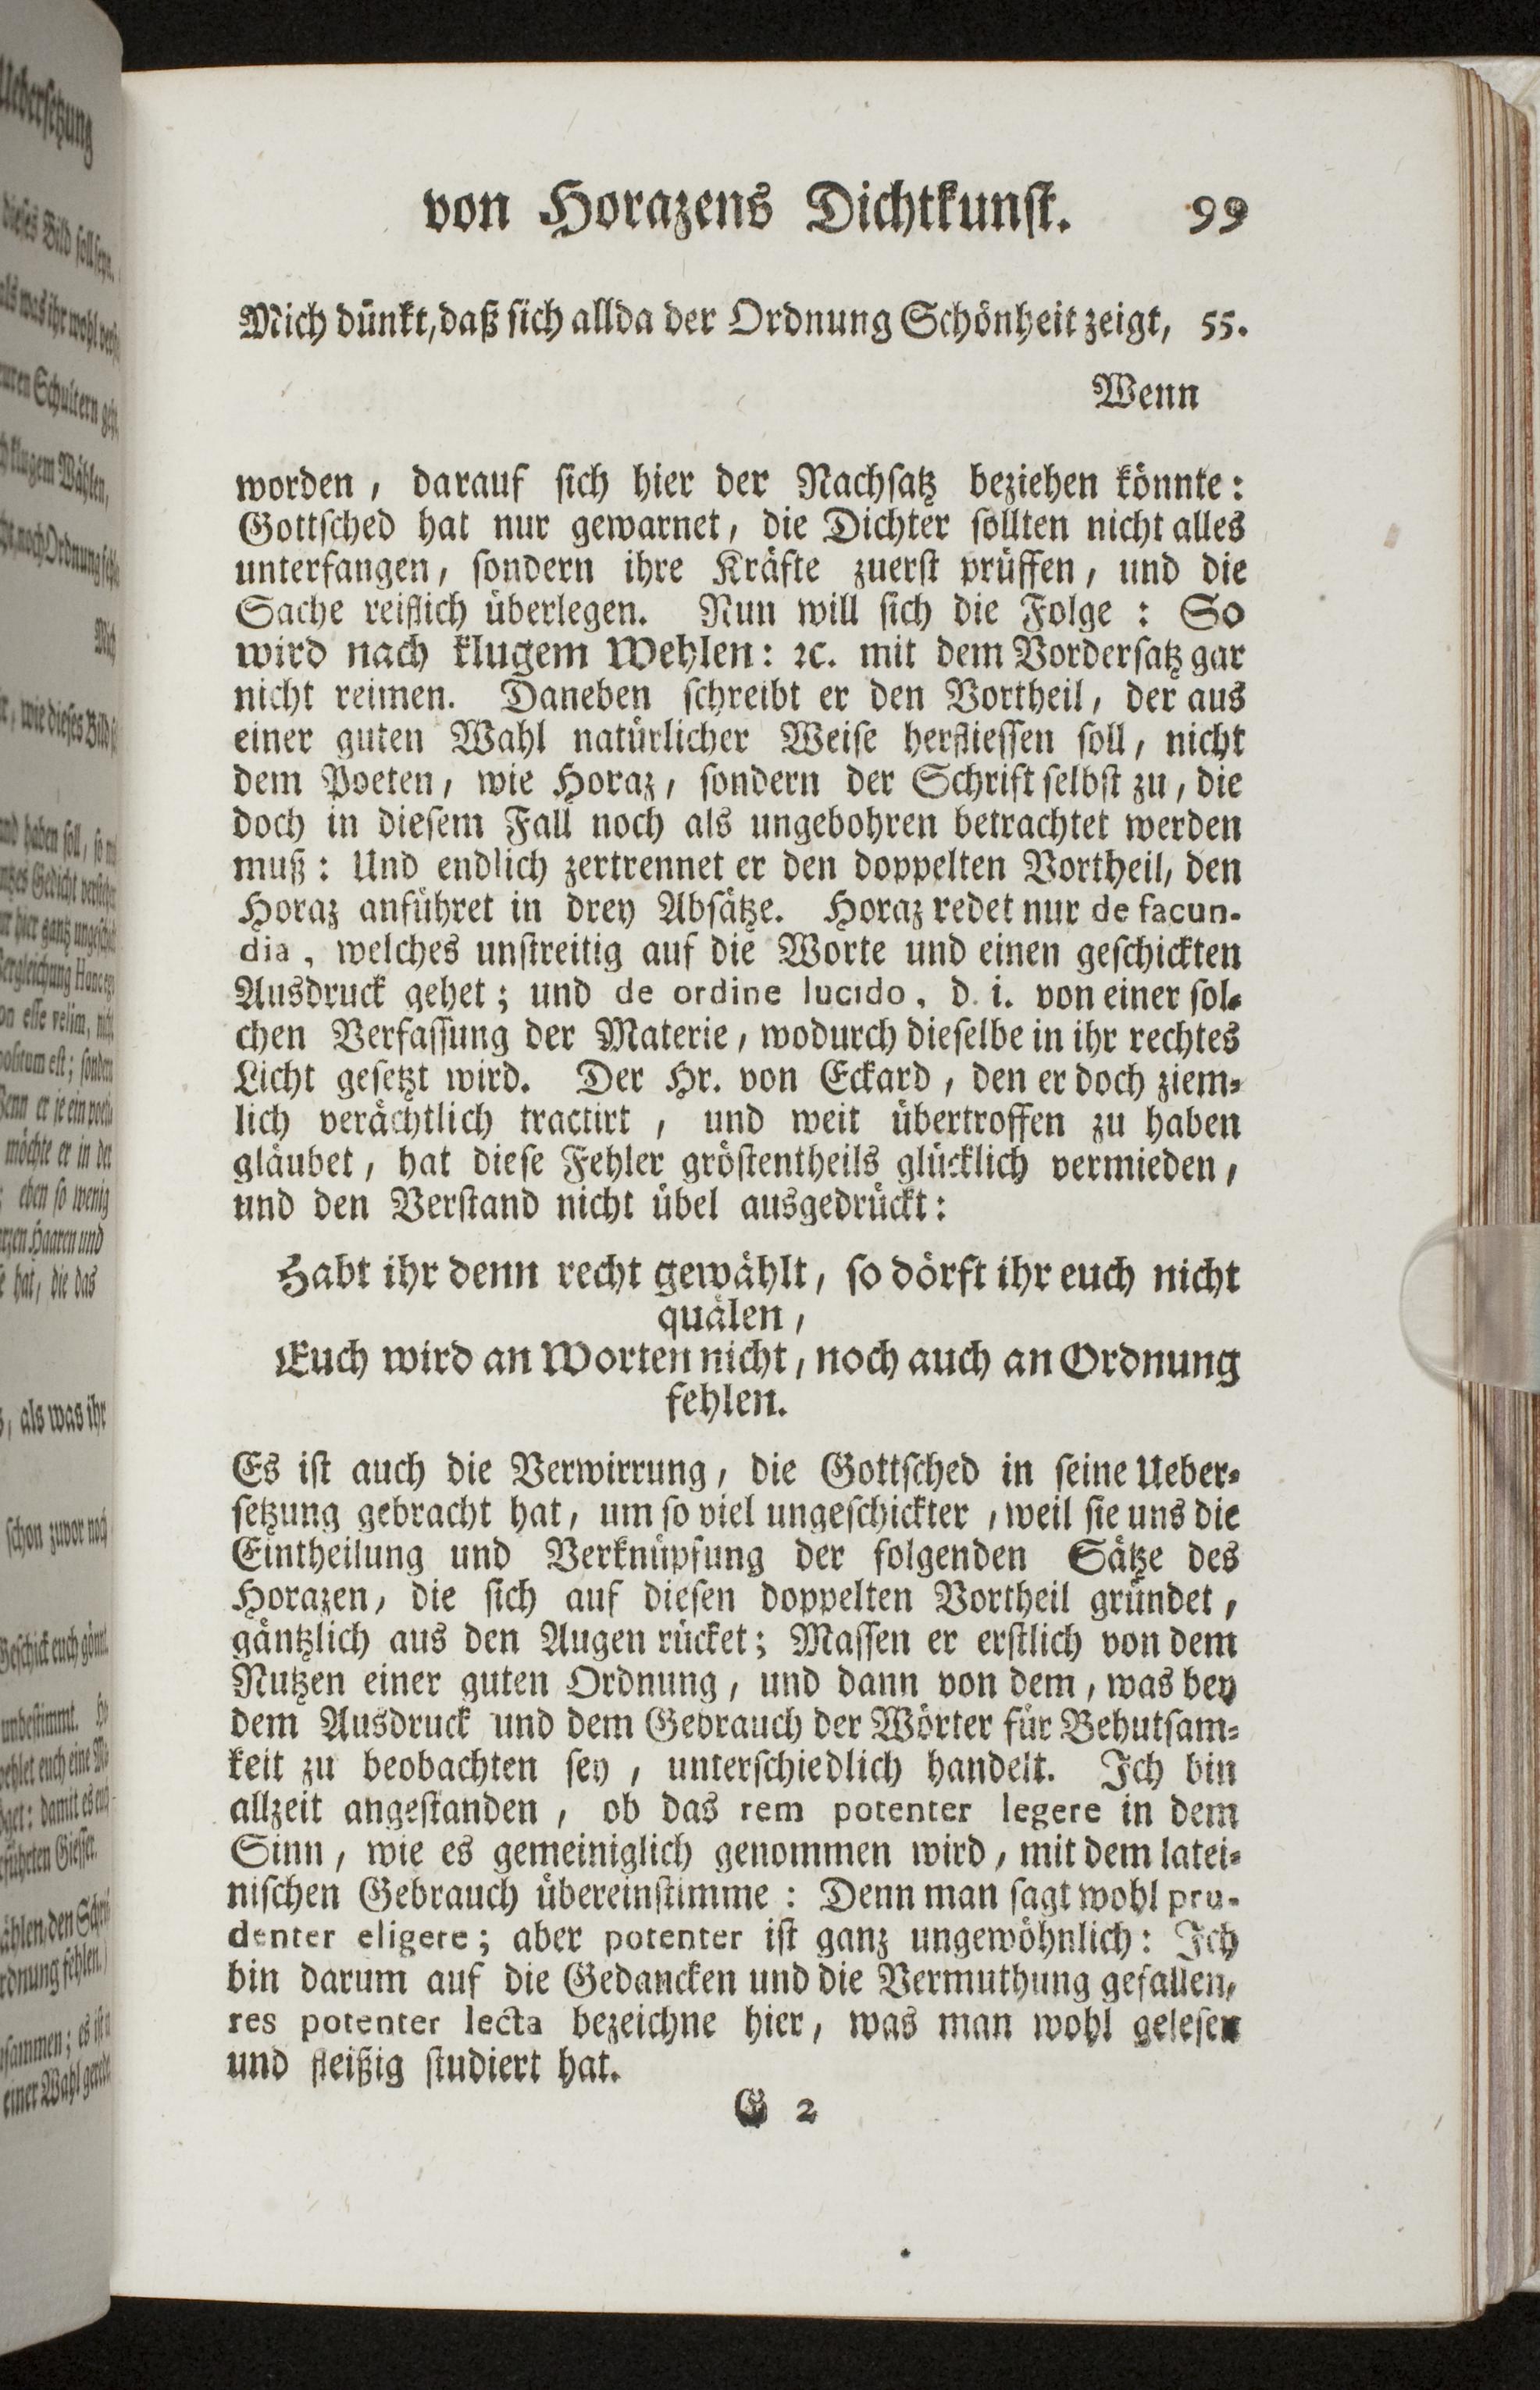 von Horazens Dichtkunst. 99
Mich dünkt, daß sich allda der Ordnung Schönheit zeigt, 55.
Wenn
worden, darauf sich hier der Nachsatz beziehen könnte:
Gottsched hat nur gewarnet, die Dichter sollten nicht alles
unterfangen, sondern ihre Kräfte zuerst prüffen, und die
Sache reiflich überlegen. Nun will sich die Folge: So
wird nach klugem Wehlen: ꝛc. mit dem Vordersatz gar
nicht reimen. Daneben schreibt er den Vortheil, der aus
einer guten Wahl natürlicher Weise herfliessen soll, nicht
dem Poeten, wie Horaz, sondern der Schrift selbst zu, die
doch in diesem Fall noch als ungebohren betrachtet werden
muß: Und endlich zertrennet er den doppelten Vortheil, den
Horaz anführet in drey Absätze. Horaz redet nur de facun-
dia, welches unstreitig auf die Worte und einen geschickten
Ausdruck gehet; und de ordine lucido, d. i. von einer sol-
chen Verfassung der Materie, wodurch dieselbe in ihr rechtes
Licht gesetzt wird. Der Hr. von Eckard, den er doch ziem-
lich verächtlich tractirt, und weit übertroffen zu haben
gläubet, hat diese Fehler gröstentheils glücklich vermieden,
und den Verstand nicht übel ausgedrückt:
Habt ihr denn recht gewählt, so dörft ihr euch nicht
quälen,
Euch wird an Worten nicht, noch auch an Ordnung
fehlen.
Es ist auch die Verwirrung, die Gottsched in seine Ueber-
setzung gebracht hat, um so viel ungeschickter, weil sie uns die
Eintheilung und Verknüpfung der folgenden Sätze des
Horazen, die sich auf diesen doppelten Vortheil gründet,
gäntzlich aus den Augen rücket; Massen er erstlich von dem
Nutzen einer guten Ordnung, und dann von dem, was bey
dem Ausdruck und dem Gebrauch der Wörter für Behutsam-
keit zu beobachten sey, unterschiedlich handelt. Ich bin
allzeit angestanden, ob das rem potenter legere in dem
Sinn, wie es gemeiniglich genommen wird, mit dem latei-
nischen Gebrauch übereinstimme: Denn man sagt wohl pru-
denter eligere; aber potenter ist ganz ungewöhnlich: Ich
bin darum auf die Gedancken und die Vermuthung gefallen,
res potenter lecta bezeichne hier, was man wohl gelesen
und fleißig studiert hat.
G 2